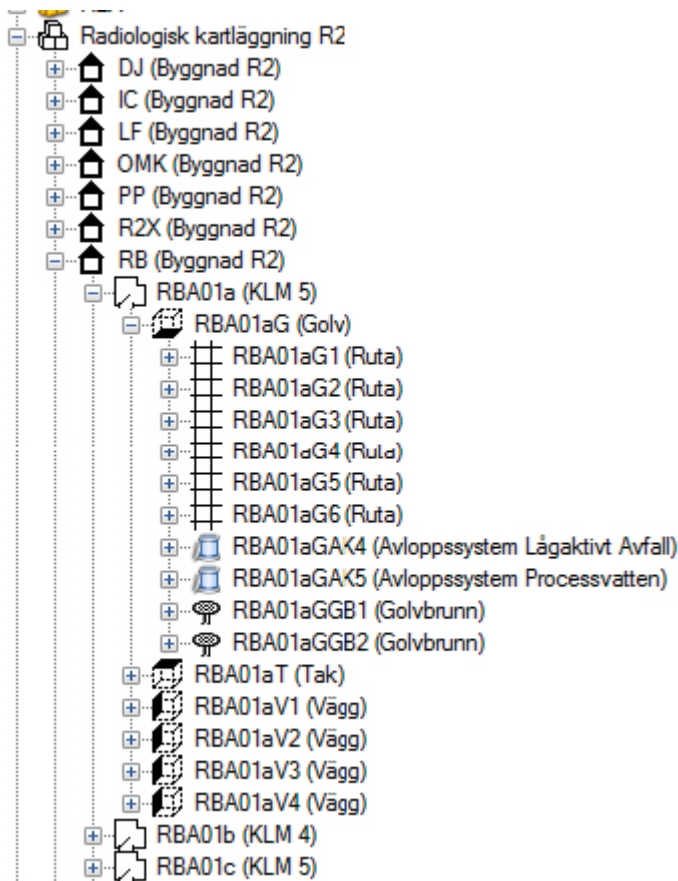 Radiologisk kartläggning R2
DJ (Byggnad R2)
IC (Byggnad R2)
LF (Byggnad R2)
OMK (Byggnad R2)
PP (Byggnad R2)
R2X (Byggnad R2)
RB (Byggnad R2)
RBA01a (KLM 5)
RBA01aG (Golv)
RBA01aG1 (Ruta)
RBA01aG2 (Ruta)
RBA01aG3 (Ruta)
RBA01aG4 (Ruta)
RBA01aG5 (Ruta)
RBA01aG6 (Ruta)
RBA01aGAK4 (Avloppssystem Lågaktivt Avfall)
RBA01aGAK5 (Avloppssystem Processvatten)
RBA01aGGB1 (Golvbrunn)
RBA01aGGB2 (Golvbrunn)
RBA01aT (Tak)
RBA01aV1 (Vägg)
RBA01aV2 (Vägg)
RBA01aV3 (Vägg)
RBA01aV4 (Vägg)
RBA01b (KLM 4)
RBA01c (KLM 5)